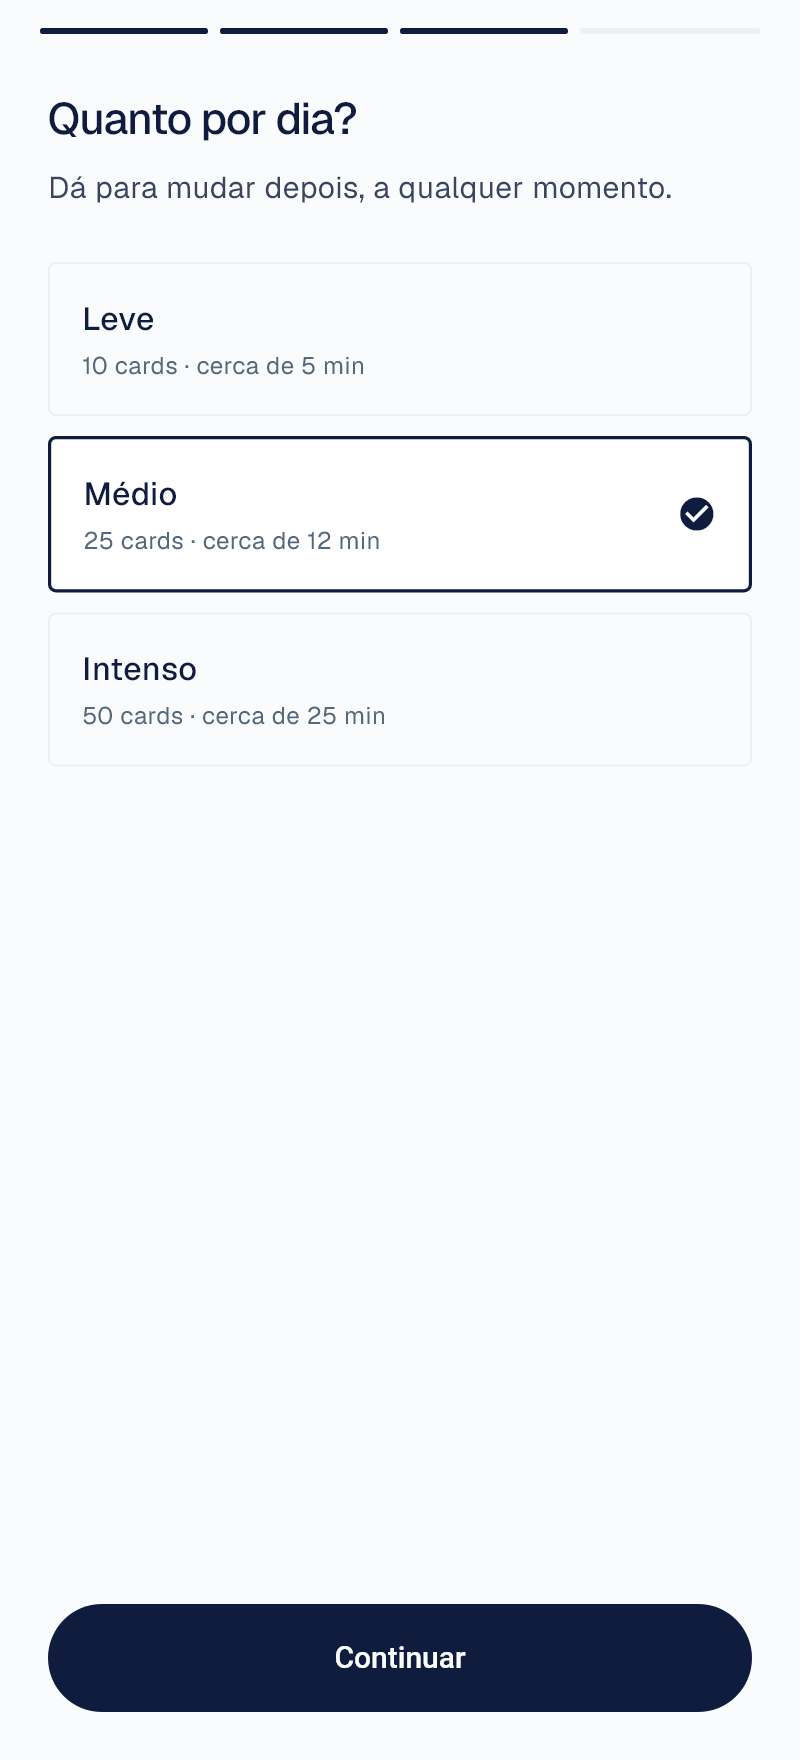 Quanto por dia?
Dá para mudar depois, a qualquer momento.
Leve
10 cards · cerca de 5 min
Médio
25 cards · cerca de 12 min
Intenso
50 cards · cerca de 25 min
Continuar